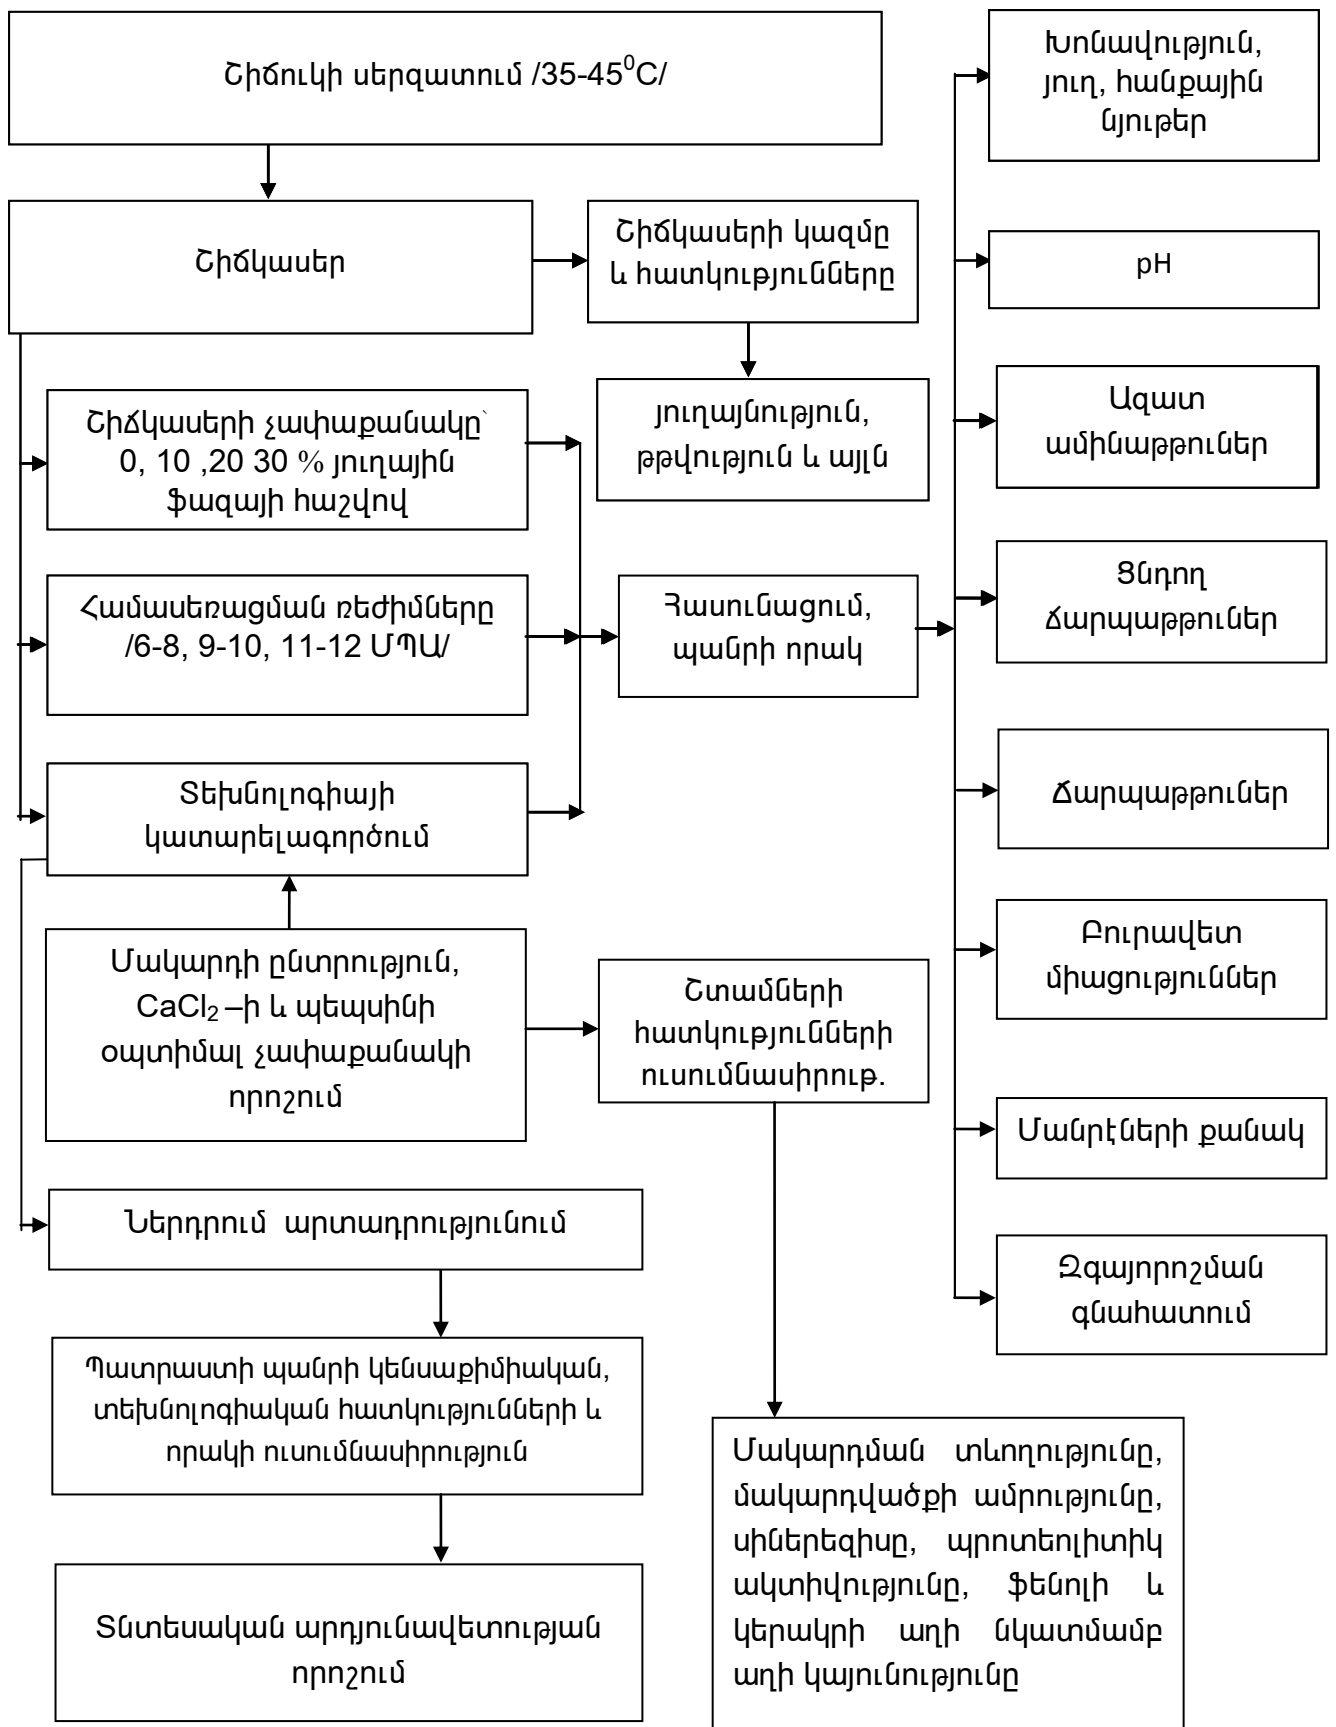 Շիճուկի սերզատում /35-45⁰C/
Խոնավություն,
յուղ, հանքային
նյութեր
Շիճկասեր
Շիճկասերի կազմը
և հատկությունները
pH
յուղայնություն,
թթվություն և այլն
Ազատ
ամինաթթուներ
Շիճկասերի չափաքանակը՝
0, 10 ,20 30 % յուղային
ֆազայի հաշվով
Համասեռացման ռեժիմները
/6-8, 9-10, 11-12 ՄՊԱ/
Հասունացում,
պանրի որակ
Ցնդող
ճարպաթթուներ
Տեխնոլոգիայի
կատարելագործում
Ճարպաթթուներ
Մակարդի ընտրություն,
CaCl₂ –ի և պեպսինի
օպտիմալ չափաքանակի
որոշում
Շտամների
հատկությունների
ուսումնասիրութ.
Բուրավետ
միացություններ
Մանրէների քանակ
Ներդրում արտադրությունում
Զգայորոշման
գնահատում
Պատրաստի պանրի կենսաքիմիական,
տեխնոլոգիական հատկությունների և
որակի ուսումնասիրություն
Մակարդման տևողությունը,
մակարդվածքի ամրությունը,
սիներեզիսը, պրոտեոլիտիկ
ակտիվությունը, ֆենոլի և
կերակրի աղի նկատմամբ
աղի կայունությունը
Տնտեսական արդյունավետության
որոշում